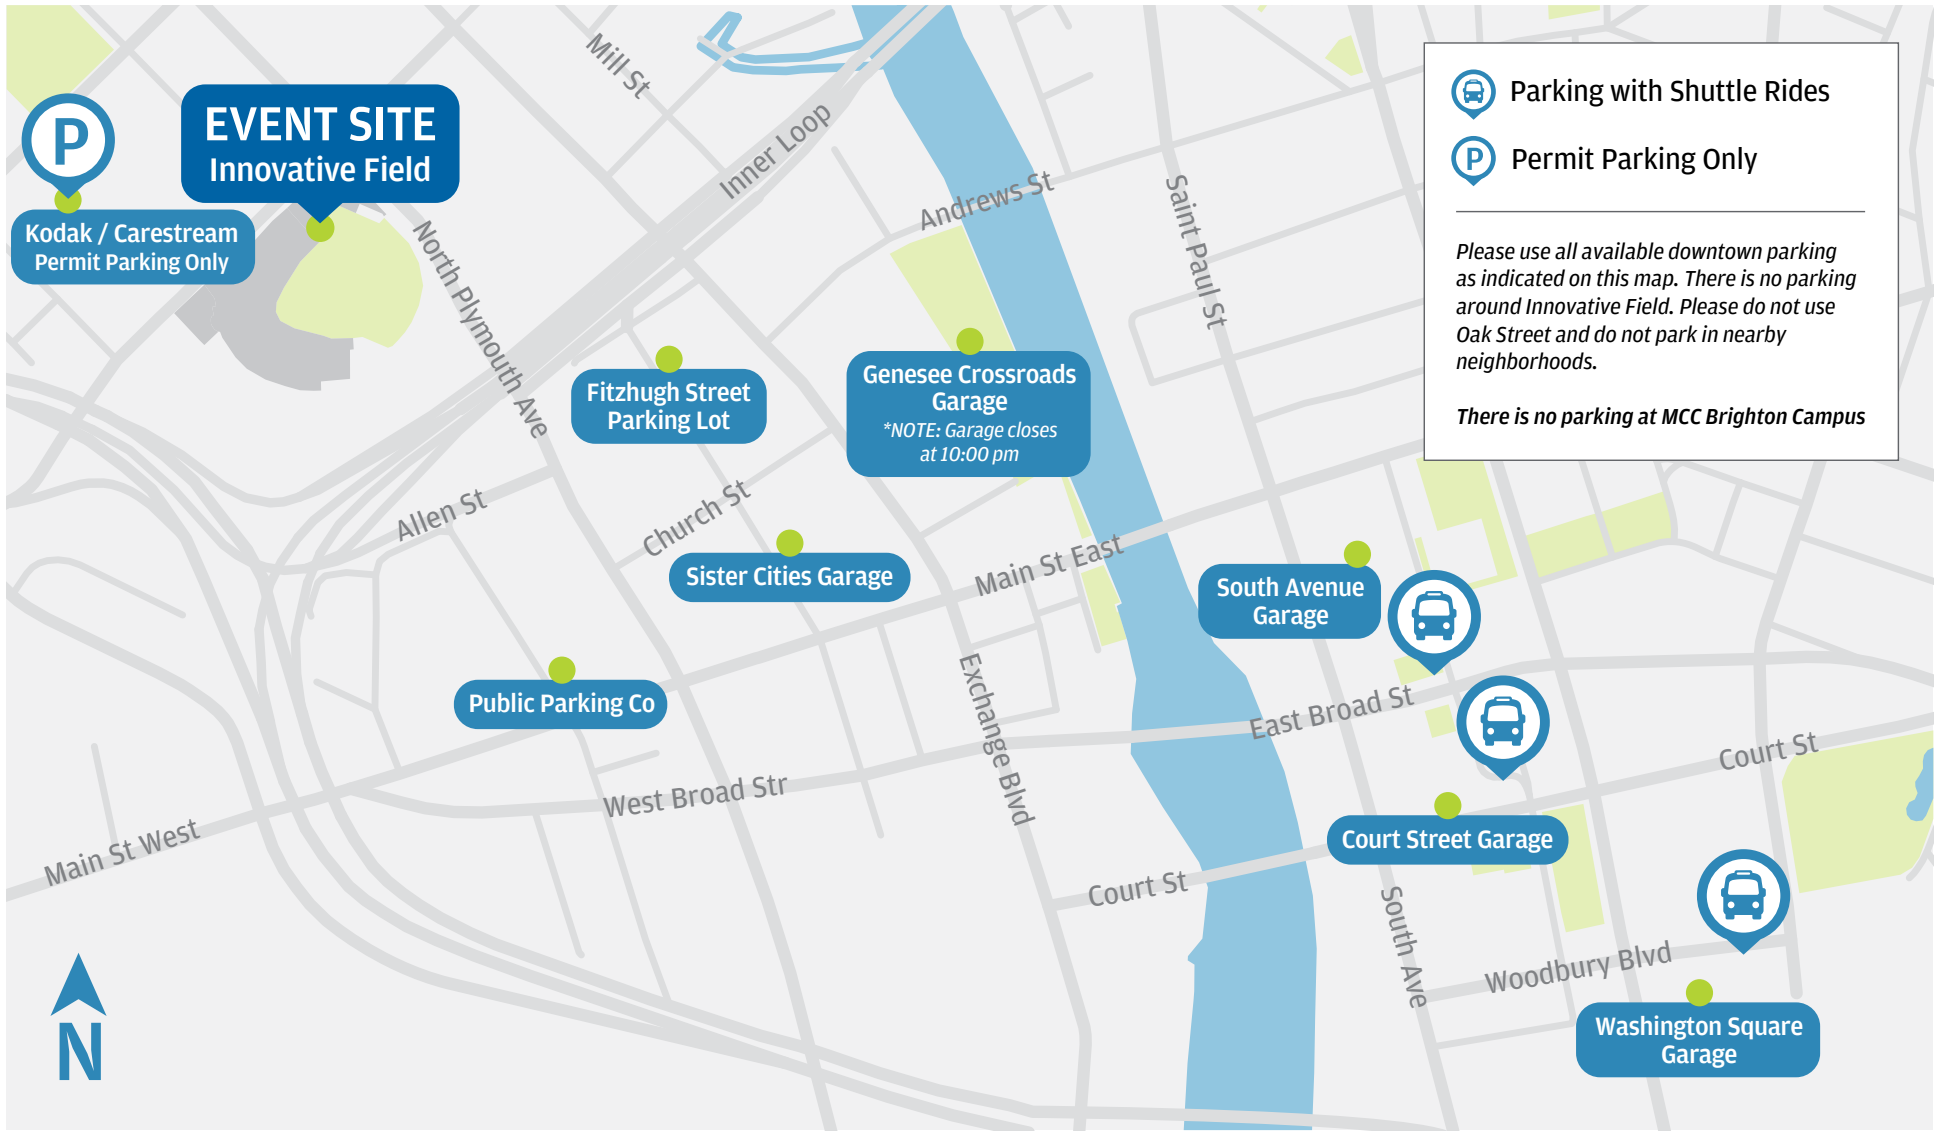 Mill St
Inner Loop
P
EVENT SITE
Innovative Field
Kodak / Carestream
Permit Parking Only
North Plymouth Ave
Andrews St
Saint Paul St
Parking with Shuttle Rides
P
Permit Parking Only
Please use all available downtown parking
as indicated on this map. There is no parking
around Innovative Field. Please do not use
Oak Street and do not park in nearby
neighborhoods.
There is no parking at MCC Brighton Campus
Fitzhugh Street
Parking Lot
Genesee Crossroads
Garage
*NOTE: Garage closes
at 10:00 pm
Allen St
Church St
Sister Cities Garage
Main St East
South Avenue
Garage
Public Parking Co
Exchange Blvd
East Broad St
West Broad Str
Court St
Main St West
Court Street Garage
Court St
South Ave
Woodbury Blvd
Washington Square
Garage
N